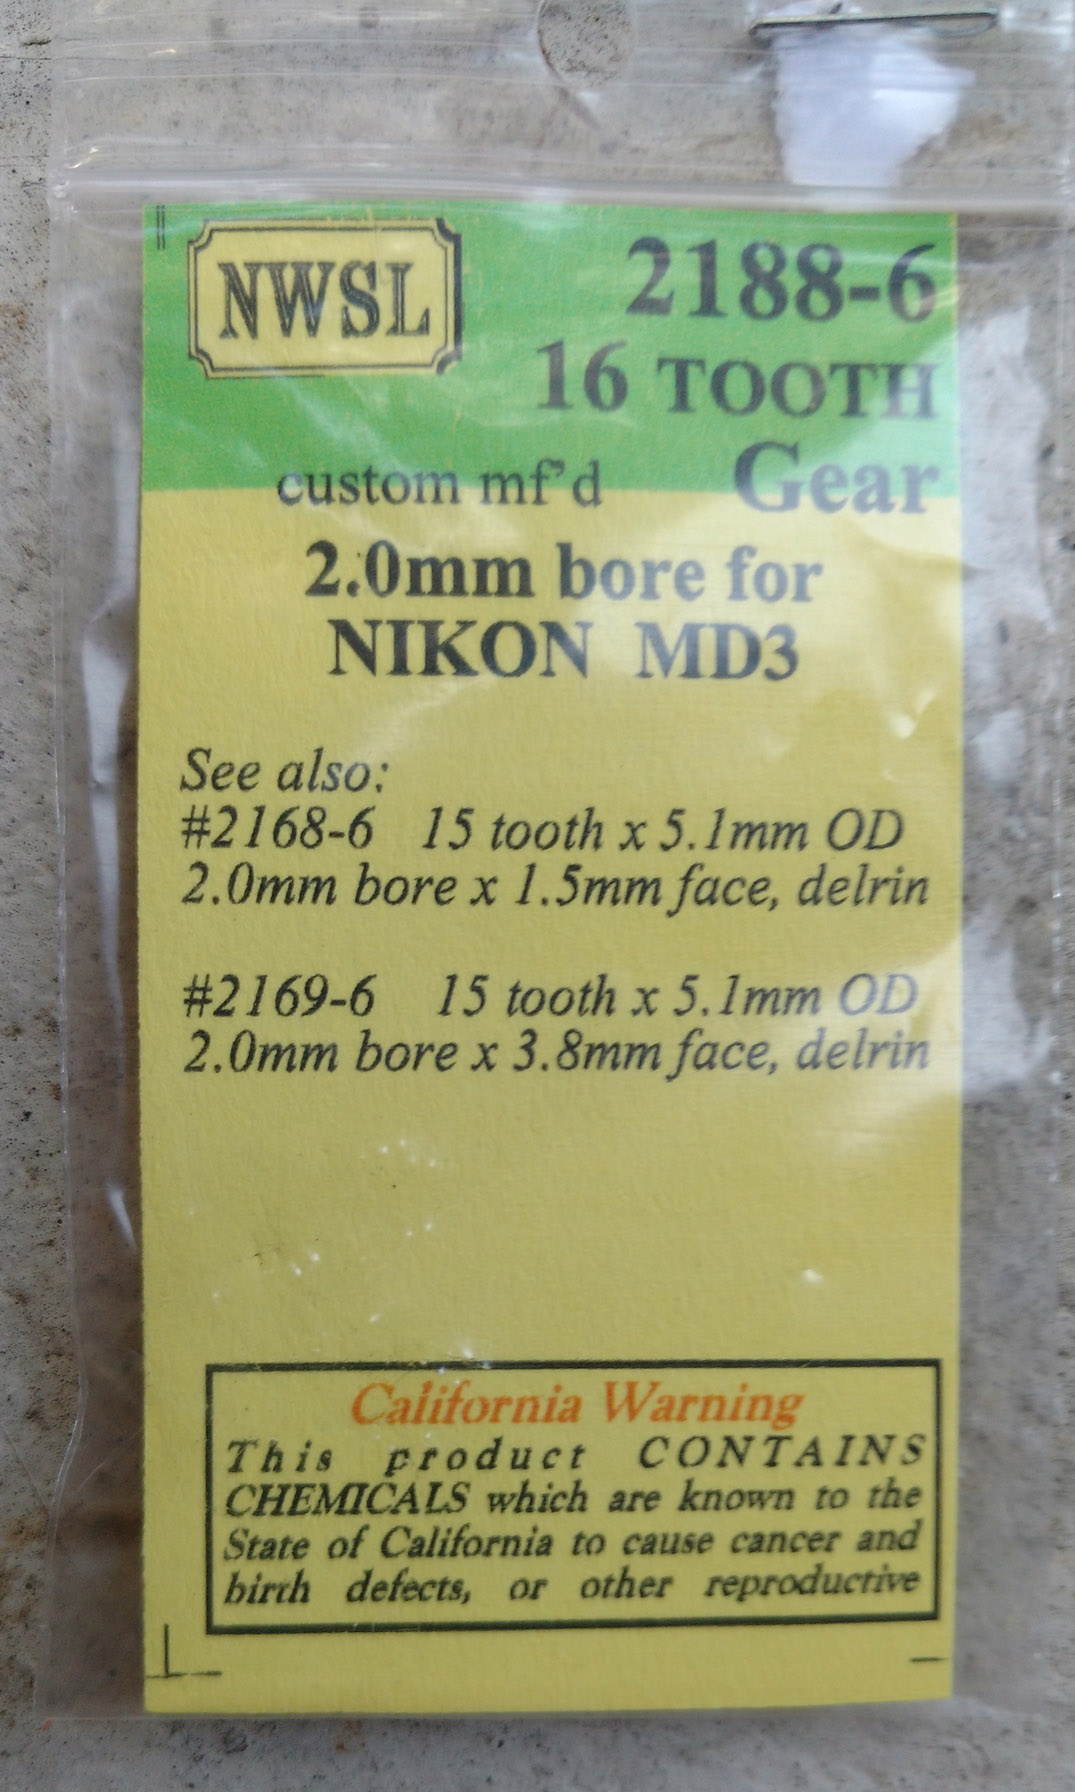 NWSL
2188-6
16 TOOTH
custom mf'd Gear
2.0mm bore for
NIKON MD3
See also:
#2168-6 15 tooth x 5.1mm OD
2.0mm bore x 1.5mm face, delrin
#2169-6 15 tooth x 5.1mm OD
2.0mm bore x 3.8mm face, delrin
California Warning
This product CONTAINS
CHEMICALS which are known to the
State of California to cause cancer and
birth defects, or other reproductive